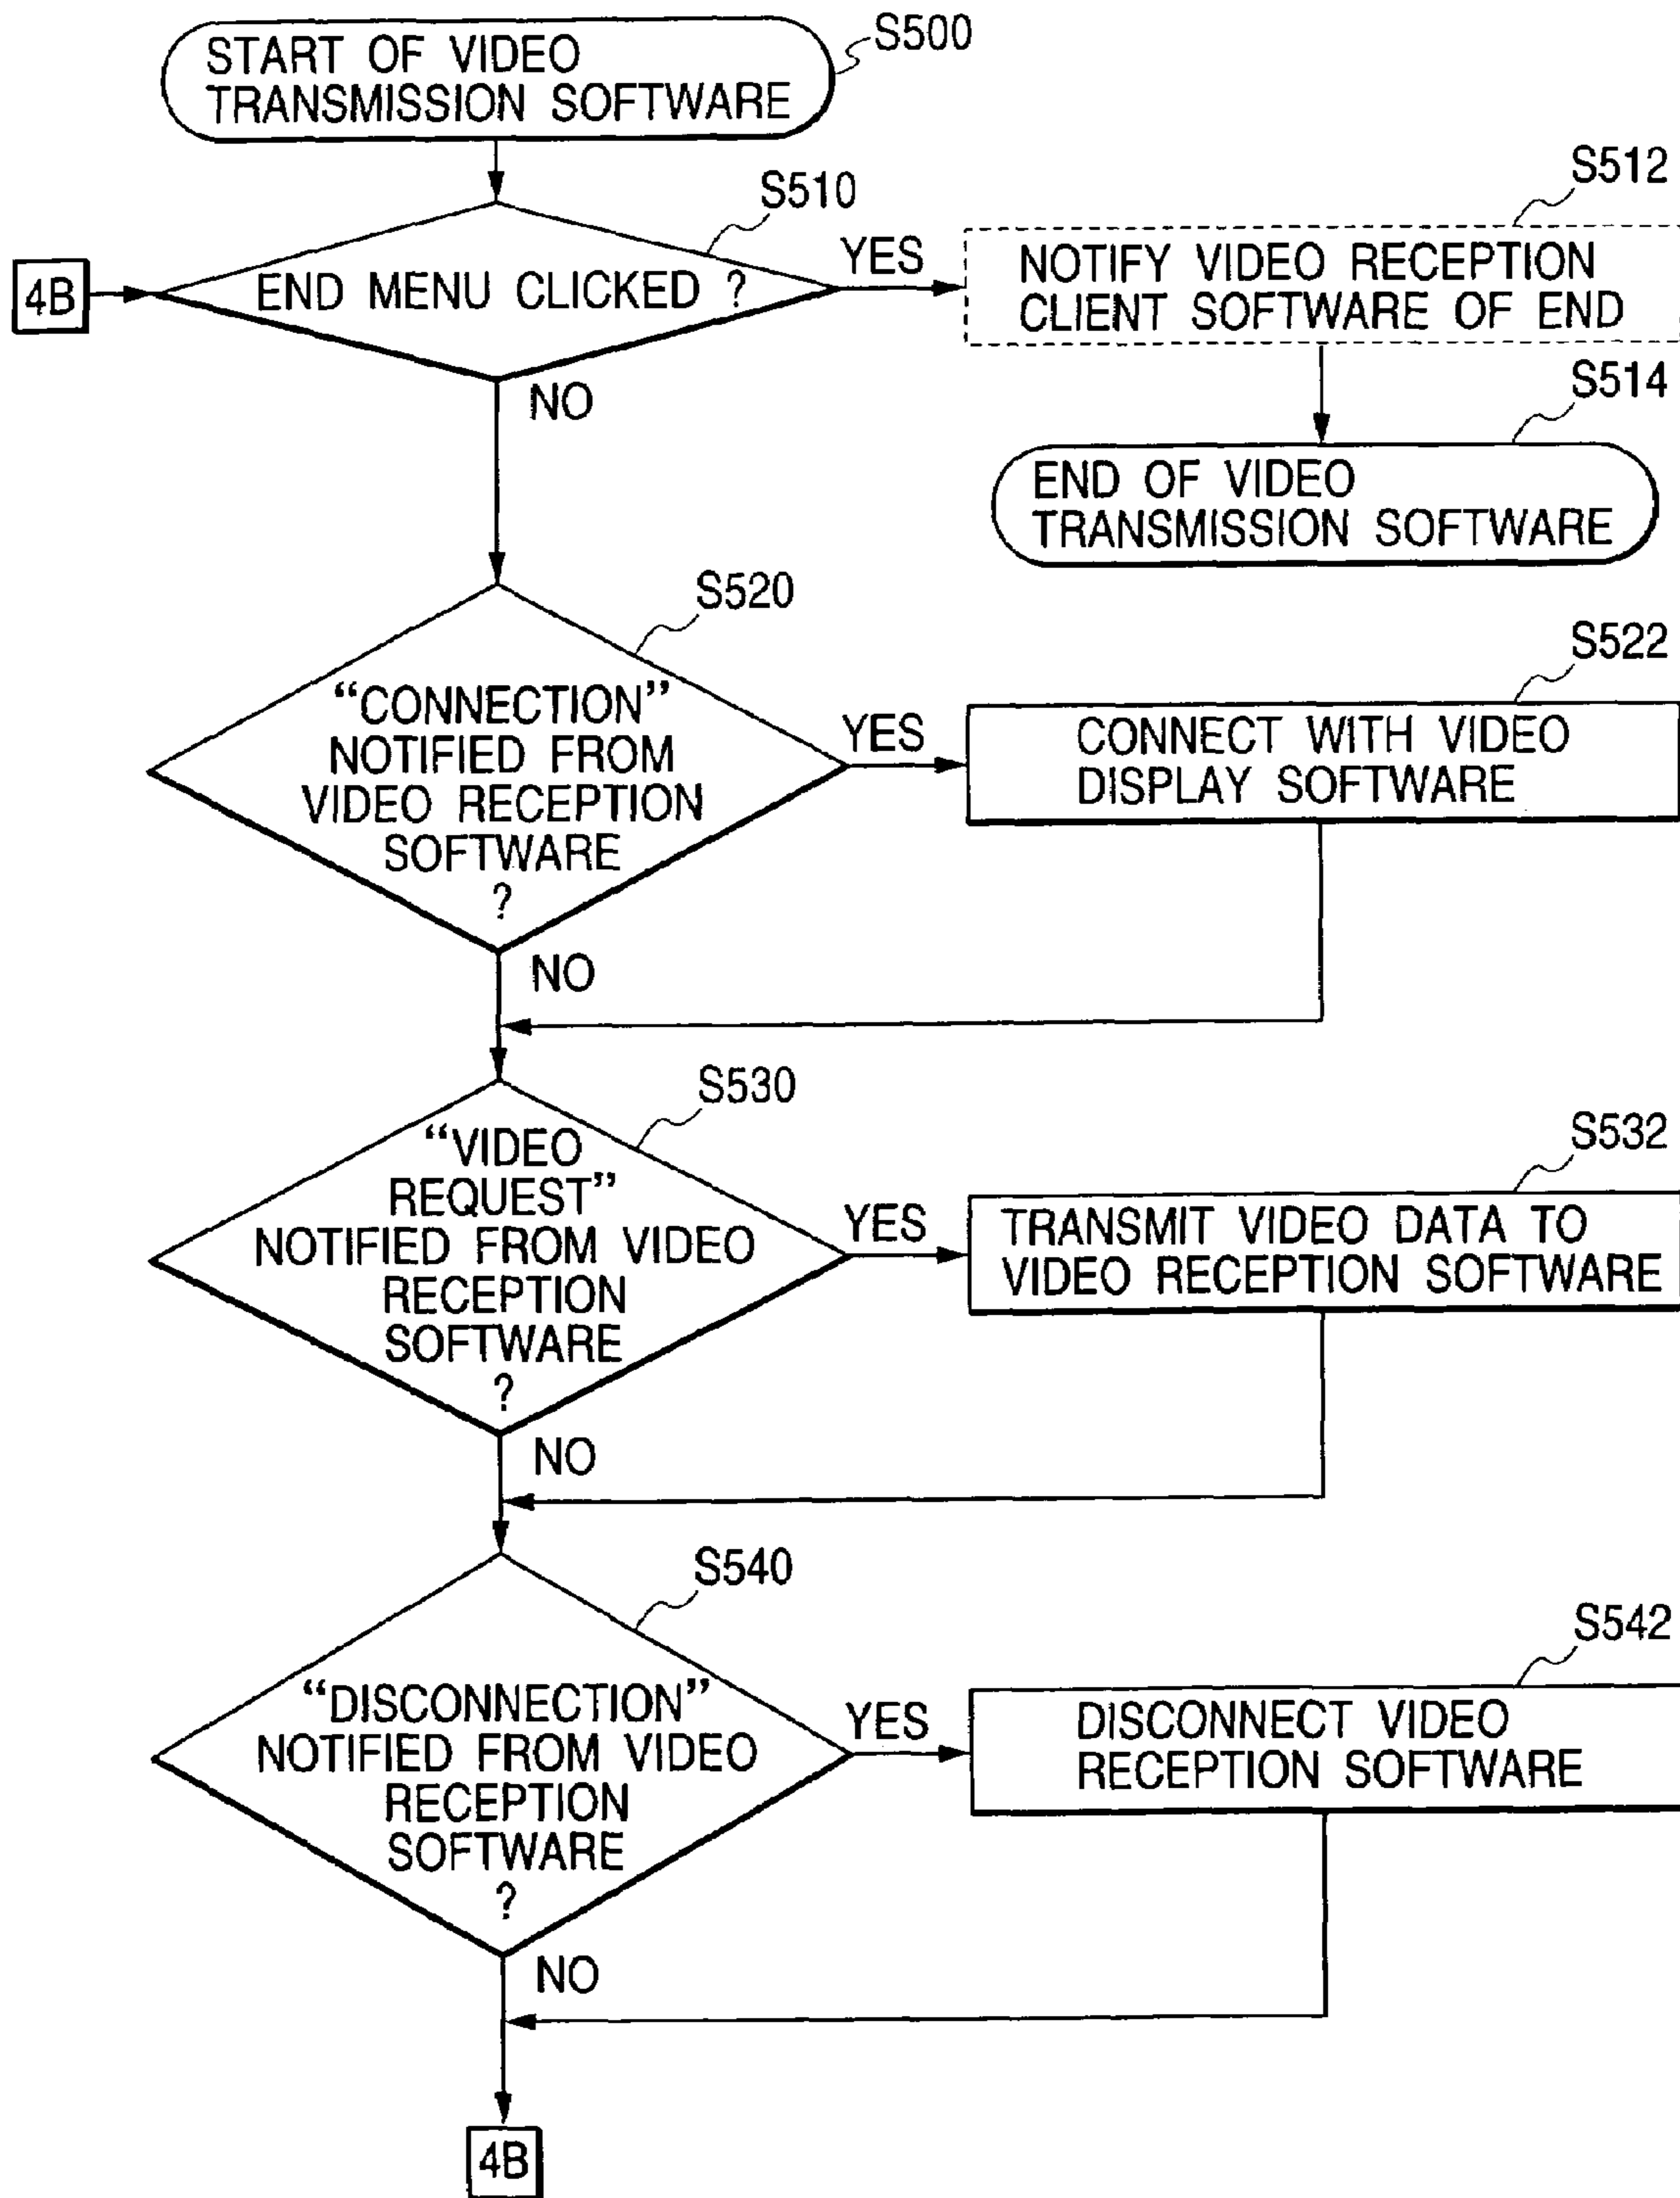 START OF VIDEO
TRANSMISSION SOFTWARE
S500
S510
4B
END MENU CLICKED ?
YES
NO
S512
NOTIFY VIDEO RECEPTION
CLIENT SOFTWARE OF END
S514
END OF VIDEO
TRANSMISSION SOFTWARE
S520
“CONNECTION”
NOTIFIED FROM
VIDEO RECEPTION
SOFTWARE
?
YES
NO
S522
CONNECT WITH VIDEO
DISPLAY SOFTWARE
S530
“VIDEO
REQUEST”
NOTIFIED FROM VIDEO
RECEPTION
SOFTWARE
?
YES
NO
S532
TRANSMIT VIDEO DATA TO
VIDEO RECEPTION SOFTWARE
S540
“DISCONNECTION”
NOTIFIED FROM VIDEO
RECEPTION
SOFTWARE
?
YES
NO
S542
DISCONNECT VIDEO
RECEPTION SOFTWARE
4B